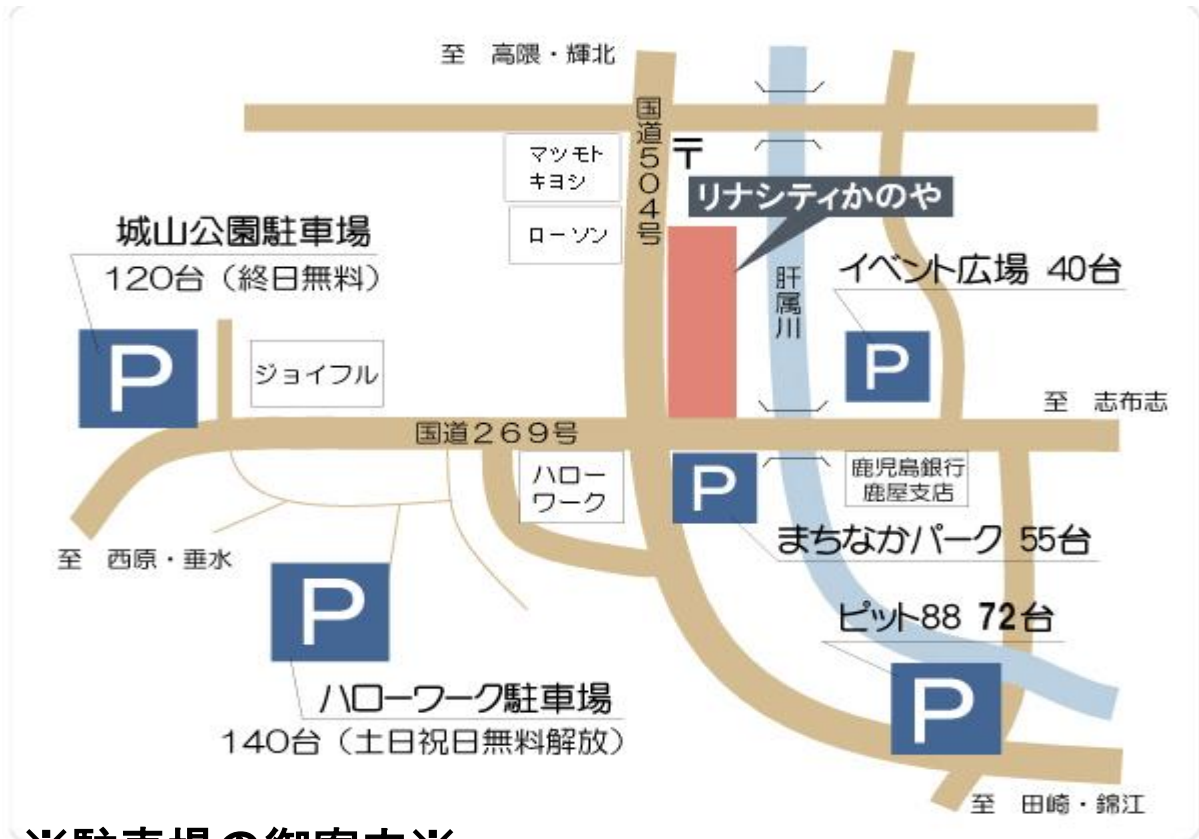 至 高隈・輝北
国道504号
マツモト
キヨシ
〒
リナシティかのや
ローソン
城山公園駐車場
120台（終日無料）
P
イベント広場 40台
肝属川
P
ジョイフル
至 志布志
国道269号
ハロー
ワーク
P
鹿児島銀行
鹿屋支店
まちなかパーク 55台
至 西原・垂水
P
ピット88 72台
P
ハローワーク駐車場
140台（土日祝日無料解放）
至 田崎・錦江
※駐車場の御案内※